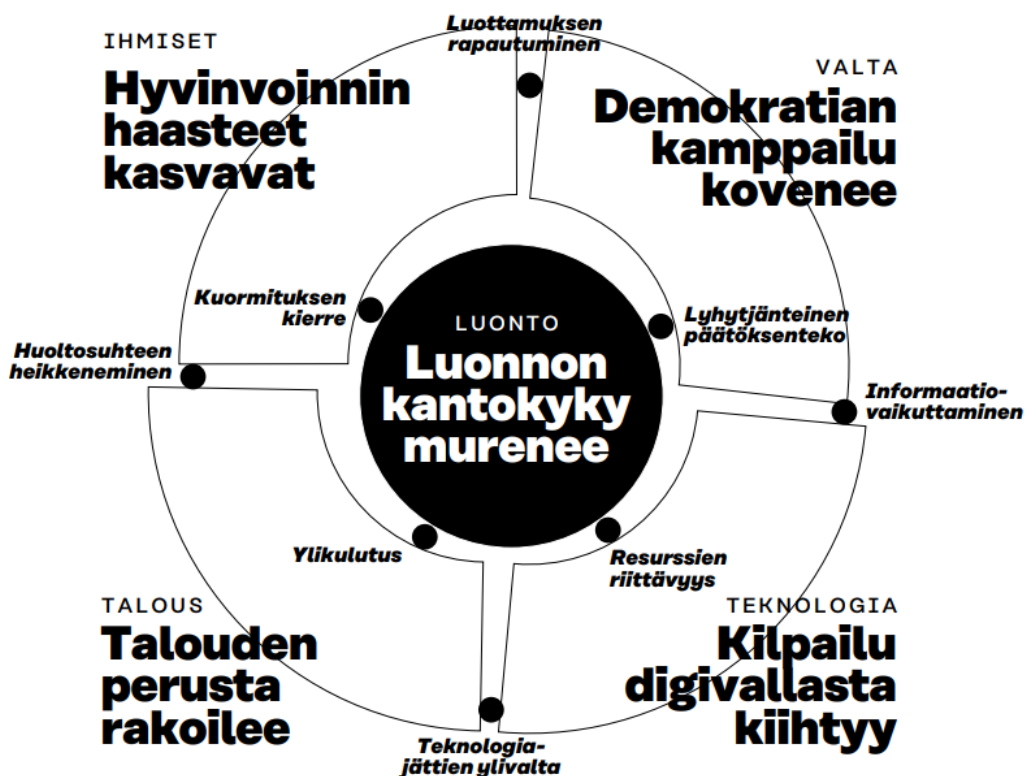 Luottamuksen
rapautuminen
IHMISET
Hyvinvoinnin
haasteet
kasvavat
VALTA
Demokratian
kamppailu
kovenee
Kuormituksen
kierre
Lyhytjänteinen
päätöksenteko
Huoltosuhteen
heikkeneminen
LUONTO
Luonnon
kantokyky
murenee
Informaatio-
vaikuttaminen
Ylikulutus
Resurssien
riittävyys
TALOUS
Talouden
perusta
rakoilee
TEKNOLOGIA
Kilpailu
digivallasta
kiihtyy
Teknologia-
jättien ylivalta